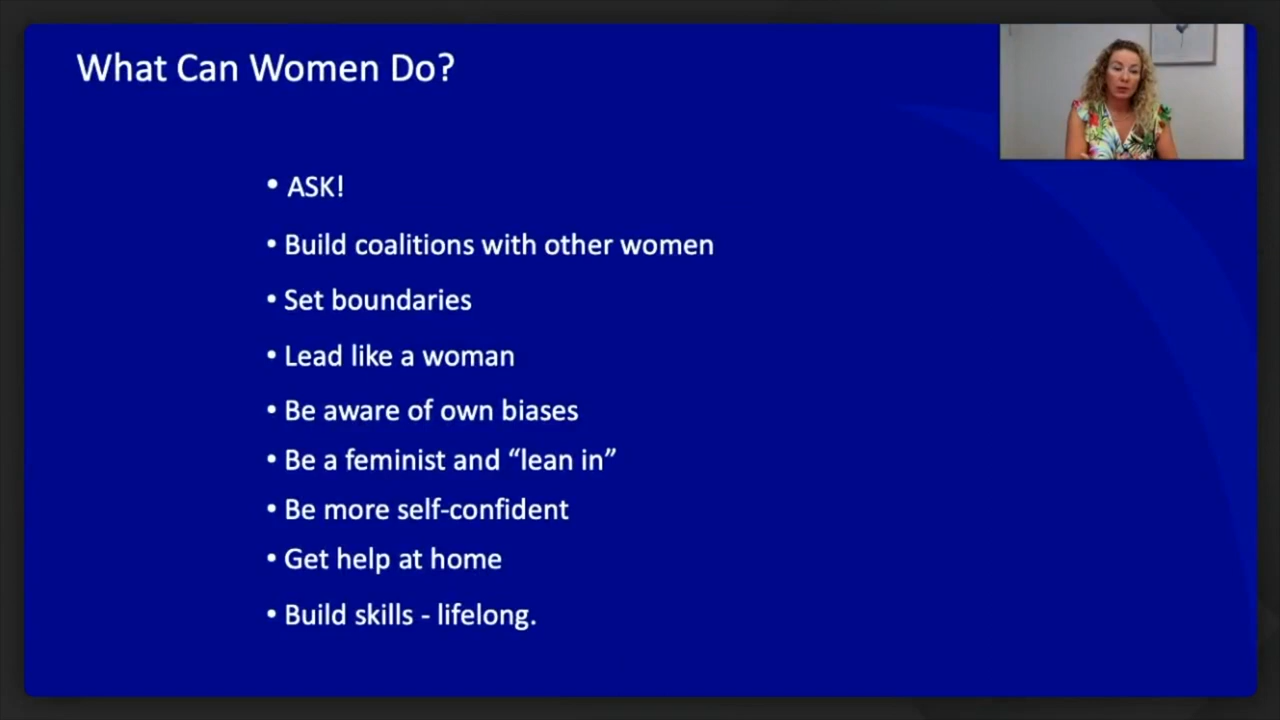 What Can Women Do?
• ASK!
• Build coalitions with other women
• Set boundaries
• Lead like a woman
• Be aware of own biases
• Be a feminist and “lean in”
• Be more self-confident
• Get help at home
• Build skills - lifelong.